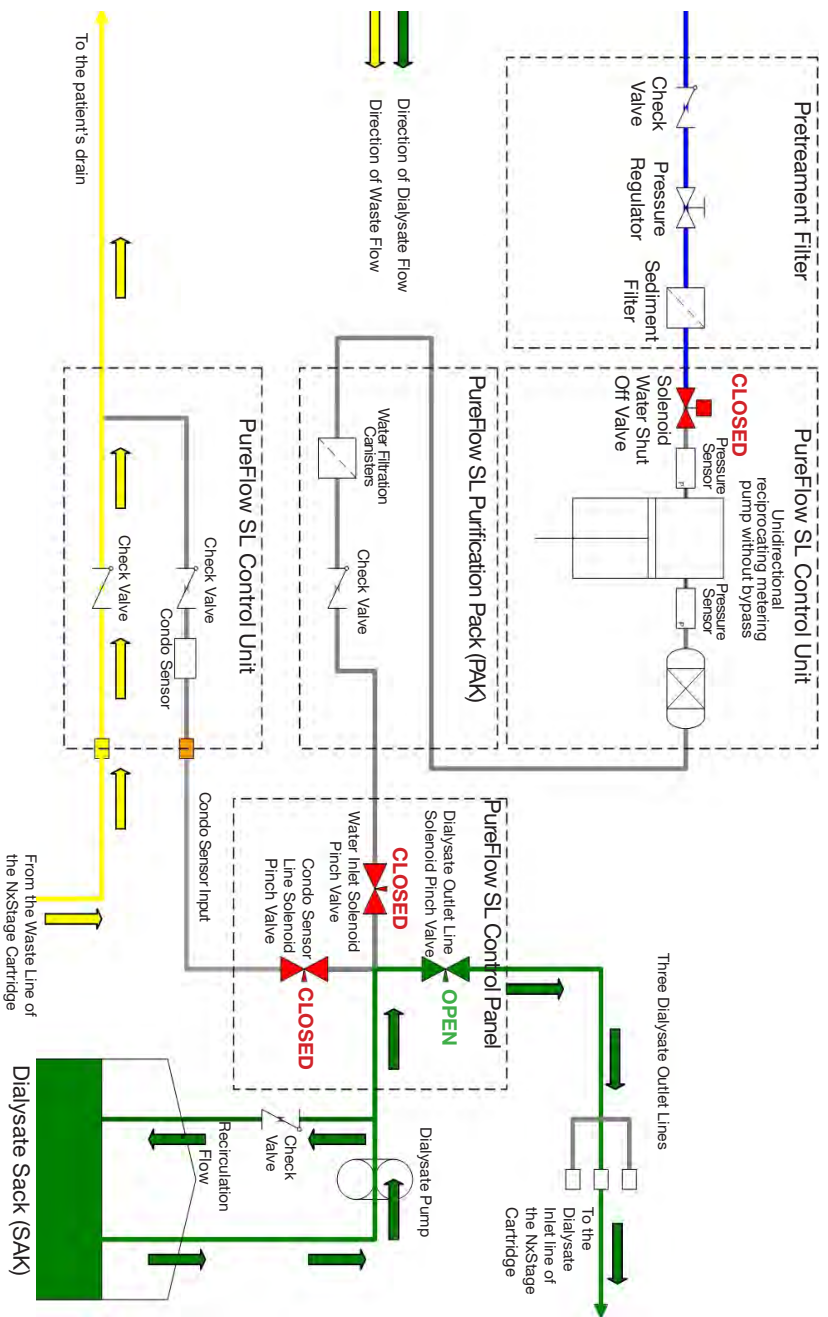 Pretreament Filter
Check
Valve
Pressure
Regulator
Sediment
Filter
PureFlow SL Control Unit
CLOSED
Solenoid
Water Shut
Off Valve
Pressure
Sensor
P
Unidirectional
reciprocating metering
pump without bypass
Pressure
Sensor
P
Direction of Dialysate Flow
Direction of Waste Flow
PureFlow SL Purification Pack (PAK)
Water Filtration
Canisters
Check Valve
To the patient's drain
PureFlow SL Control Unit
Check Valve
Check Valve
Condo Sensor
Condo Sensor Input
From the Waste Line of
the NxStage Cartridge
PureFlow SL Control Panel
Dialysate Outlet Line
Solenoid Pinch Valve
OPEN
CLOSED
Water Inlet Solenoid
Pinch Valve
Condo Sensor
Line Solenoid
Pinch Valve
CLOSED
Three Dialysate Outlet Lines
To the
Dialysate
Inlet line of
the NxStage
Cartridge
Dialysate Pump
Check
Valve
Recirculation
Flow
Dialysate Sack (SAK)